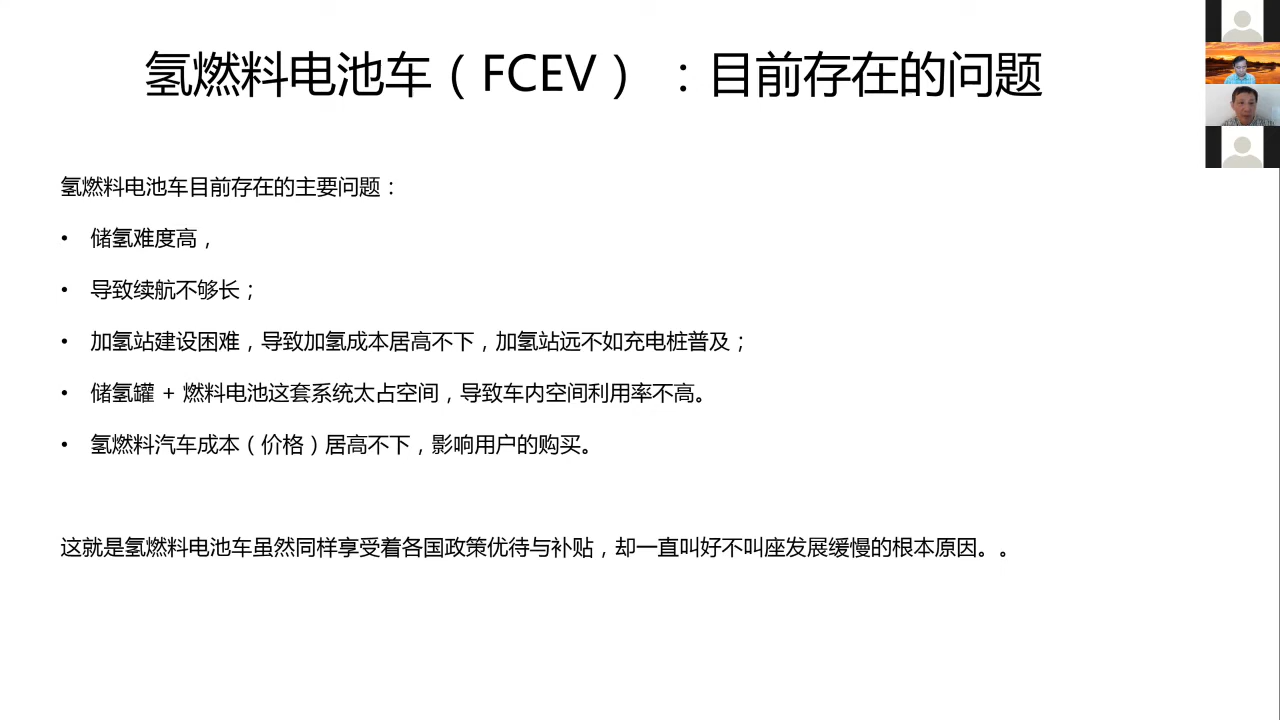 氢燃料电池车（FCEV）：目前存在的问题
氢燃料电池车目前存在的主要问题：
• 储氢难度高，
• 导致续航不够长；
• 加氢站建设困难，导致加氢成本居高不下，加氢站远不如充电桩普及；
• 储氢罐 + 燃料电池这套系统太占空间，导致车内空间利用率不高。
• 氢燃料汽车成本（价格）居高不下，影响用户的购买。
这就是氢燃料电池车虽然同样享受着各国政策优待与补贴，却一直叫好不叫座发展缓慢的根本原因。。